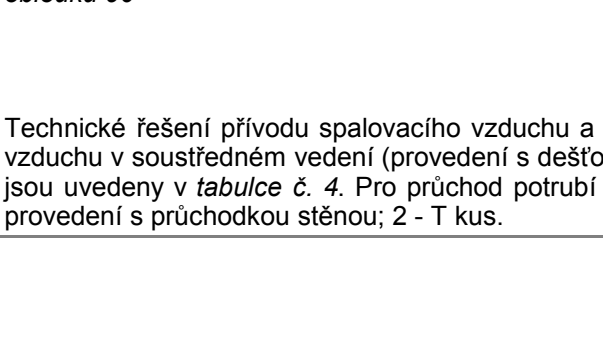 Technické řešení přívodu spalovacího vzduchu a
vzduchu v soustředném vedení (provedení s dešťo
jsou uvedeny v tabulce č. 4. Pro průchod potrubí
provedení s průchodkou stěnou; 2 - T kus.